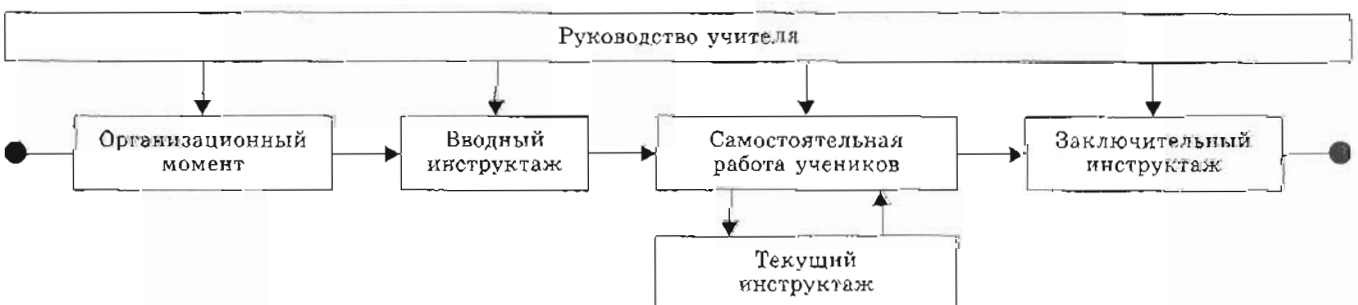 Руководство учителя
Организационный
момент
Вводный
инструктаж
Самостоятельная
работа учеников
Заключительный
инструктаж
Текущий
инструктаж